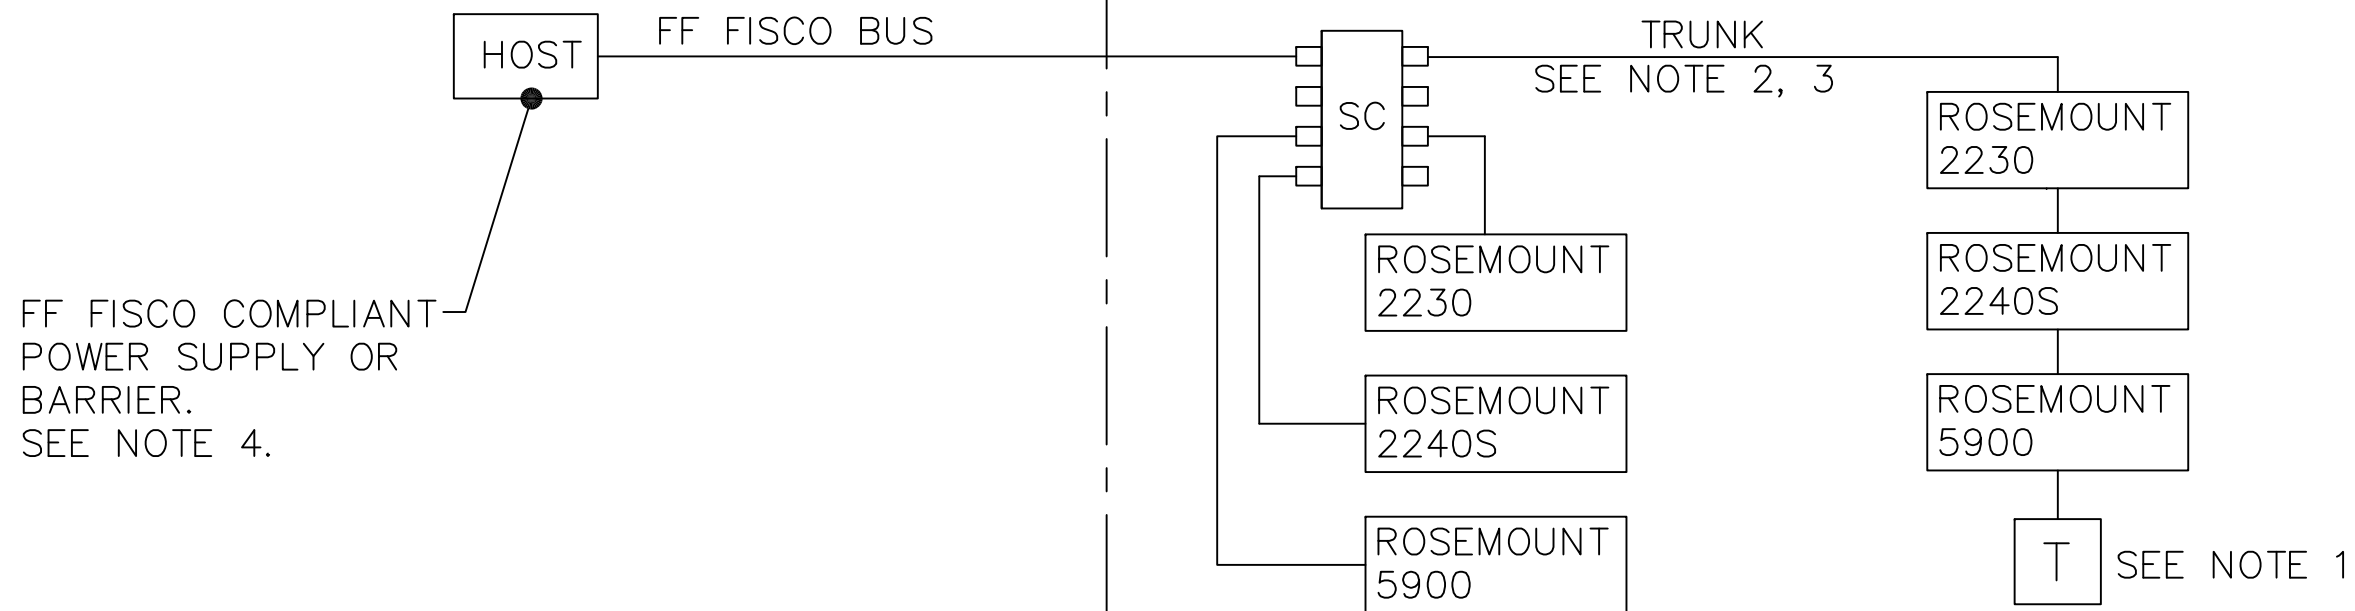 HOST
FF FISCO BUS
FF FISCO COMPLIANT
POWER SUPPLY OR
BARRIER.
SEE NOTE 4.
SC
TRUNK
SEE NOTE 2, 3
ROSEMOUNT
2230
ROSEMOUNT
2240S
ROSEMOUNT
5900
ROSEMOUNT
2230
ROSEMOUNT
2240S
ROSEMOUNT
5900
T
SEE NOTE 1